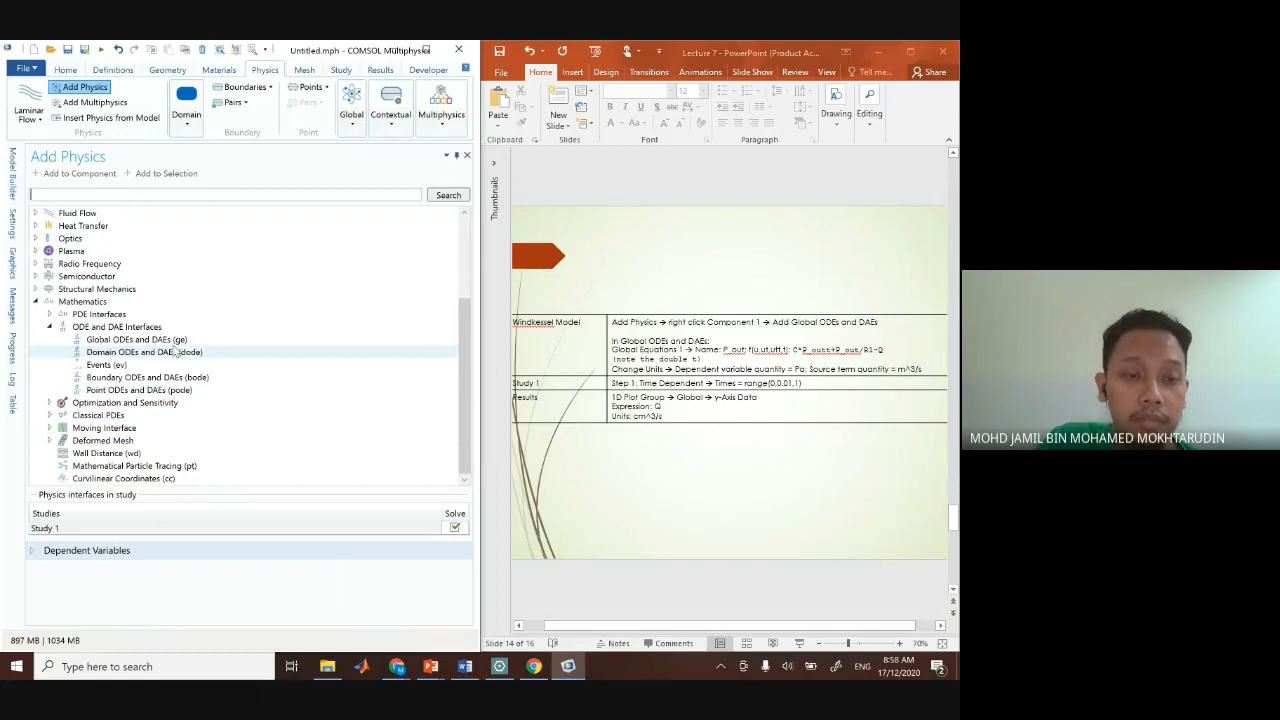 Untitled.mph - COMSOL Multiphysics
File
Home
Definitions
Geometry
Materials
Physics
Mesh
Study
Results
Developer
Laminar
Flow
Add Physics
Add Multiphysics
Insert Physics from Model
Physics
Domain
Boundaries
Pairs
Boundary
Points
Pairs
Point
Global
Contextual
Multiphysics
Add Physics
Add to Component
Add to Selection
Search
Model Builder
Settings
Graphics
Messages
Progress
Log
Table
Fluid Flow
Heat Transfer
Optics
Plasma
Radio Frequency
Semiconductor
Structural Mechanics
Mathematics
PDE Interfaces
ODE and DAE Interfaces
Global ODEs and DAEs (ge)
Domain ODEs and DAEs (dode)
Events (ev)
Boundary ODEs and DAEs (bode)
Point ODEs and DAEs (pode)
Optimization and Sensitivity
Classical PDEs
Moving Interface
Deformed Mesh
Wall Distance (wd)
Mathematical Particle Tracing (pt)
Curvilinear Coordinates (cc)
Physics interfaces in study
Studies
Solve
Study 1
Dependent Variables
897 MB | 1034 MB
Lecture 7 - PowerPoint (Product Ac...
File
Home
Insert
Design
Transitions
Animations
Slide Show
Review
View
Tell me...
Share
Paste
Clipboard
New
Slide
Slides
12
B I U S abc
Font
Paragraph
Drawing
Editing
Thumbnails
Windkessel Model
Add Physics → right click Component 1 → Add Global ODEs and DAEs
In Global ODEs and DAEs:
Global Equations 1 → Name: P_out; f(u,ut,utt,t): C*P_outt+P_out/R1-Q
(note the double t)
Change Units → Dependent variable quantity = Pa; Source term quantity = m^3/s
Study 1
Step 1: Time Dependent → Times = range(0,0.01,1)
Results
1D Plot Group → Global → y-Axis Data
Expression: Q
Units: cm^3/s
Slide 14 of 16
Notes
Comments
70%
MOHD JAMIL BIN MOHAMED MOKHTARUDIN
Type here to search
ENG
8:58 AM
17/12/2020
2